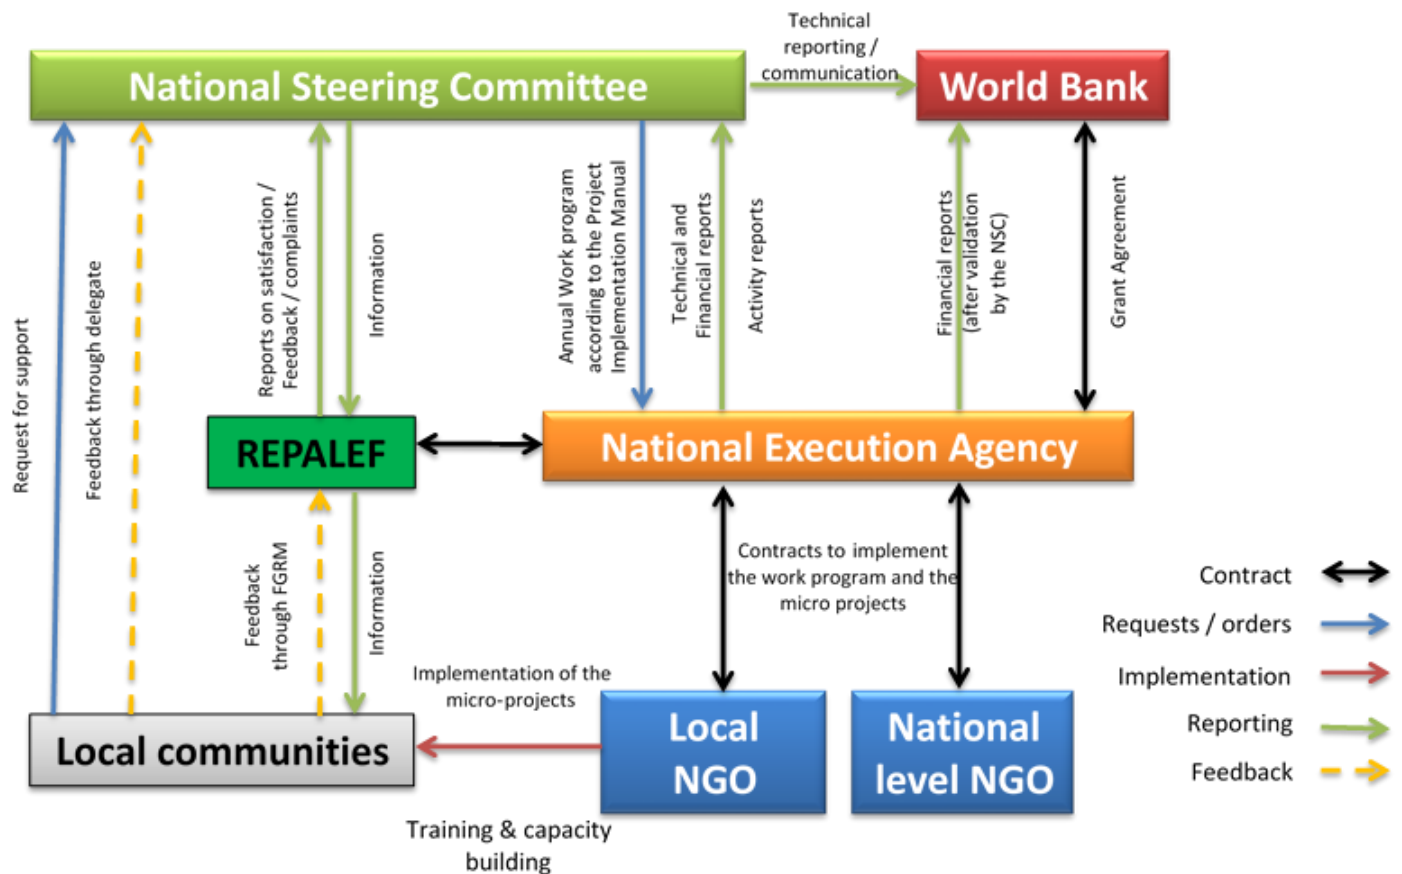 Technical
reporting /
communication
National Steering Committee
World Bank
Request for support
Feedback through delegate
Reports on satisfaction /
Feedback / complaints
Information
Annual Work program
according to the Project
Implementation Manual
Technical and
Financial reports
Activity reports
Financial reports
(after validation
by the NSC)
Grant Agreement
REPALEF
National Execution Agency
Feedback
through FGRM
Information
Contracts to implement
the work program and the
micro projects
Contract
Requests / orders
Implementation
Reporting
Feedback
Implementation of the
micro-projects
Local communities
Local
NGO
National
level NGO
Training & capacity
building